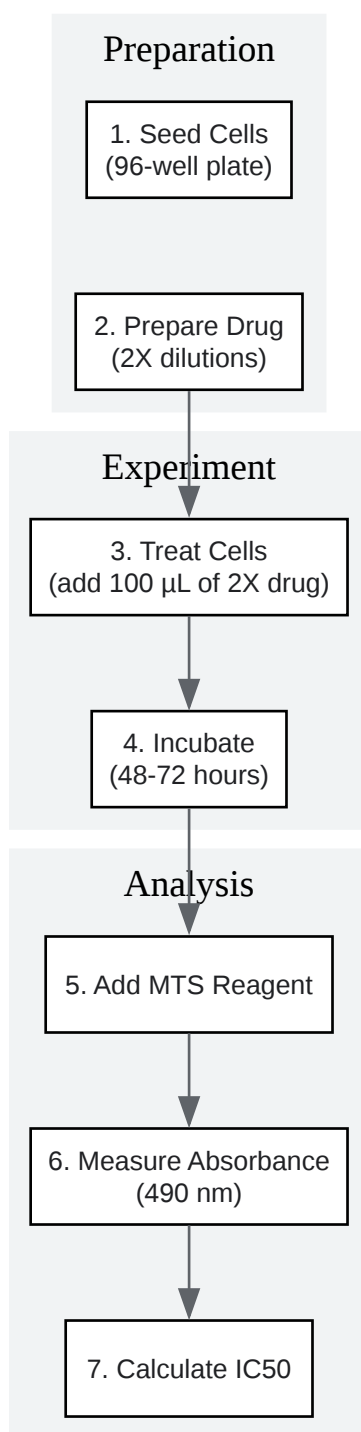 Preparation
1. Seed Cells
(96-well plate)
2. Prepare Drug
(2X dilutions)
Experiment
3. Treat Cells
(add 100 µL of 2X drug)
4. Incubate
(48-72 hours)
Analysis
5. Add MTS Reagent
6. Measure Absorbance
(490 nm)
7. Calculate IC50